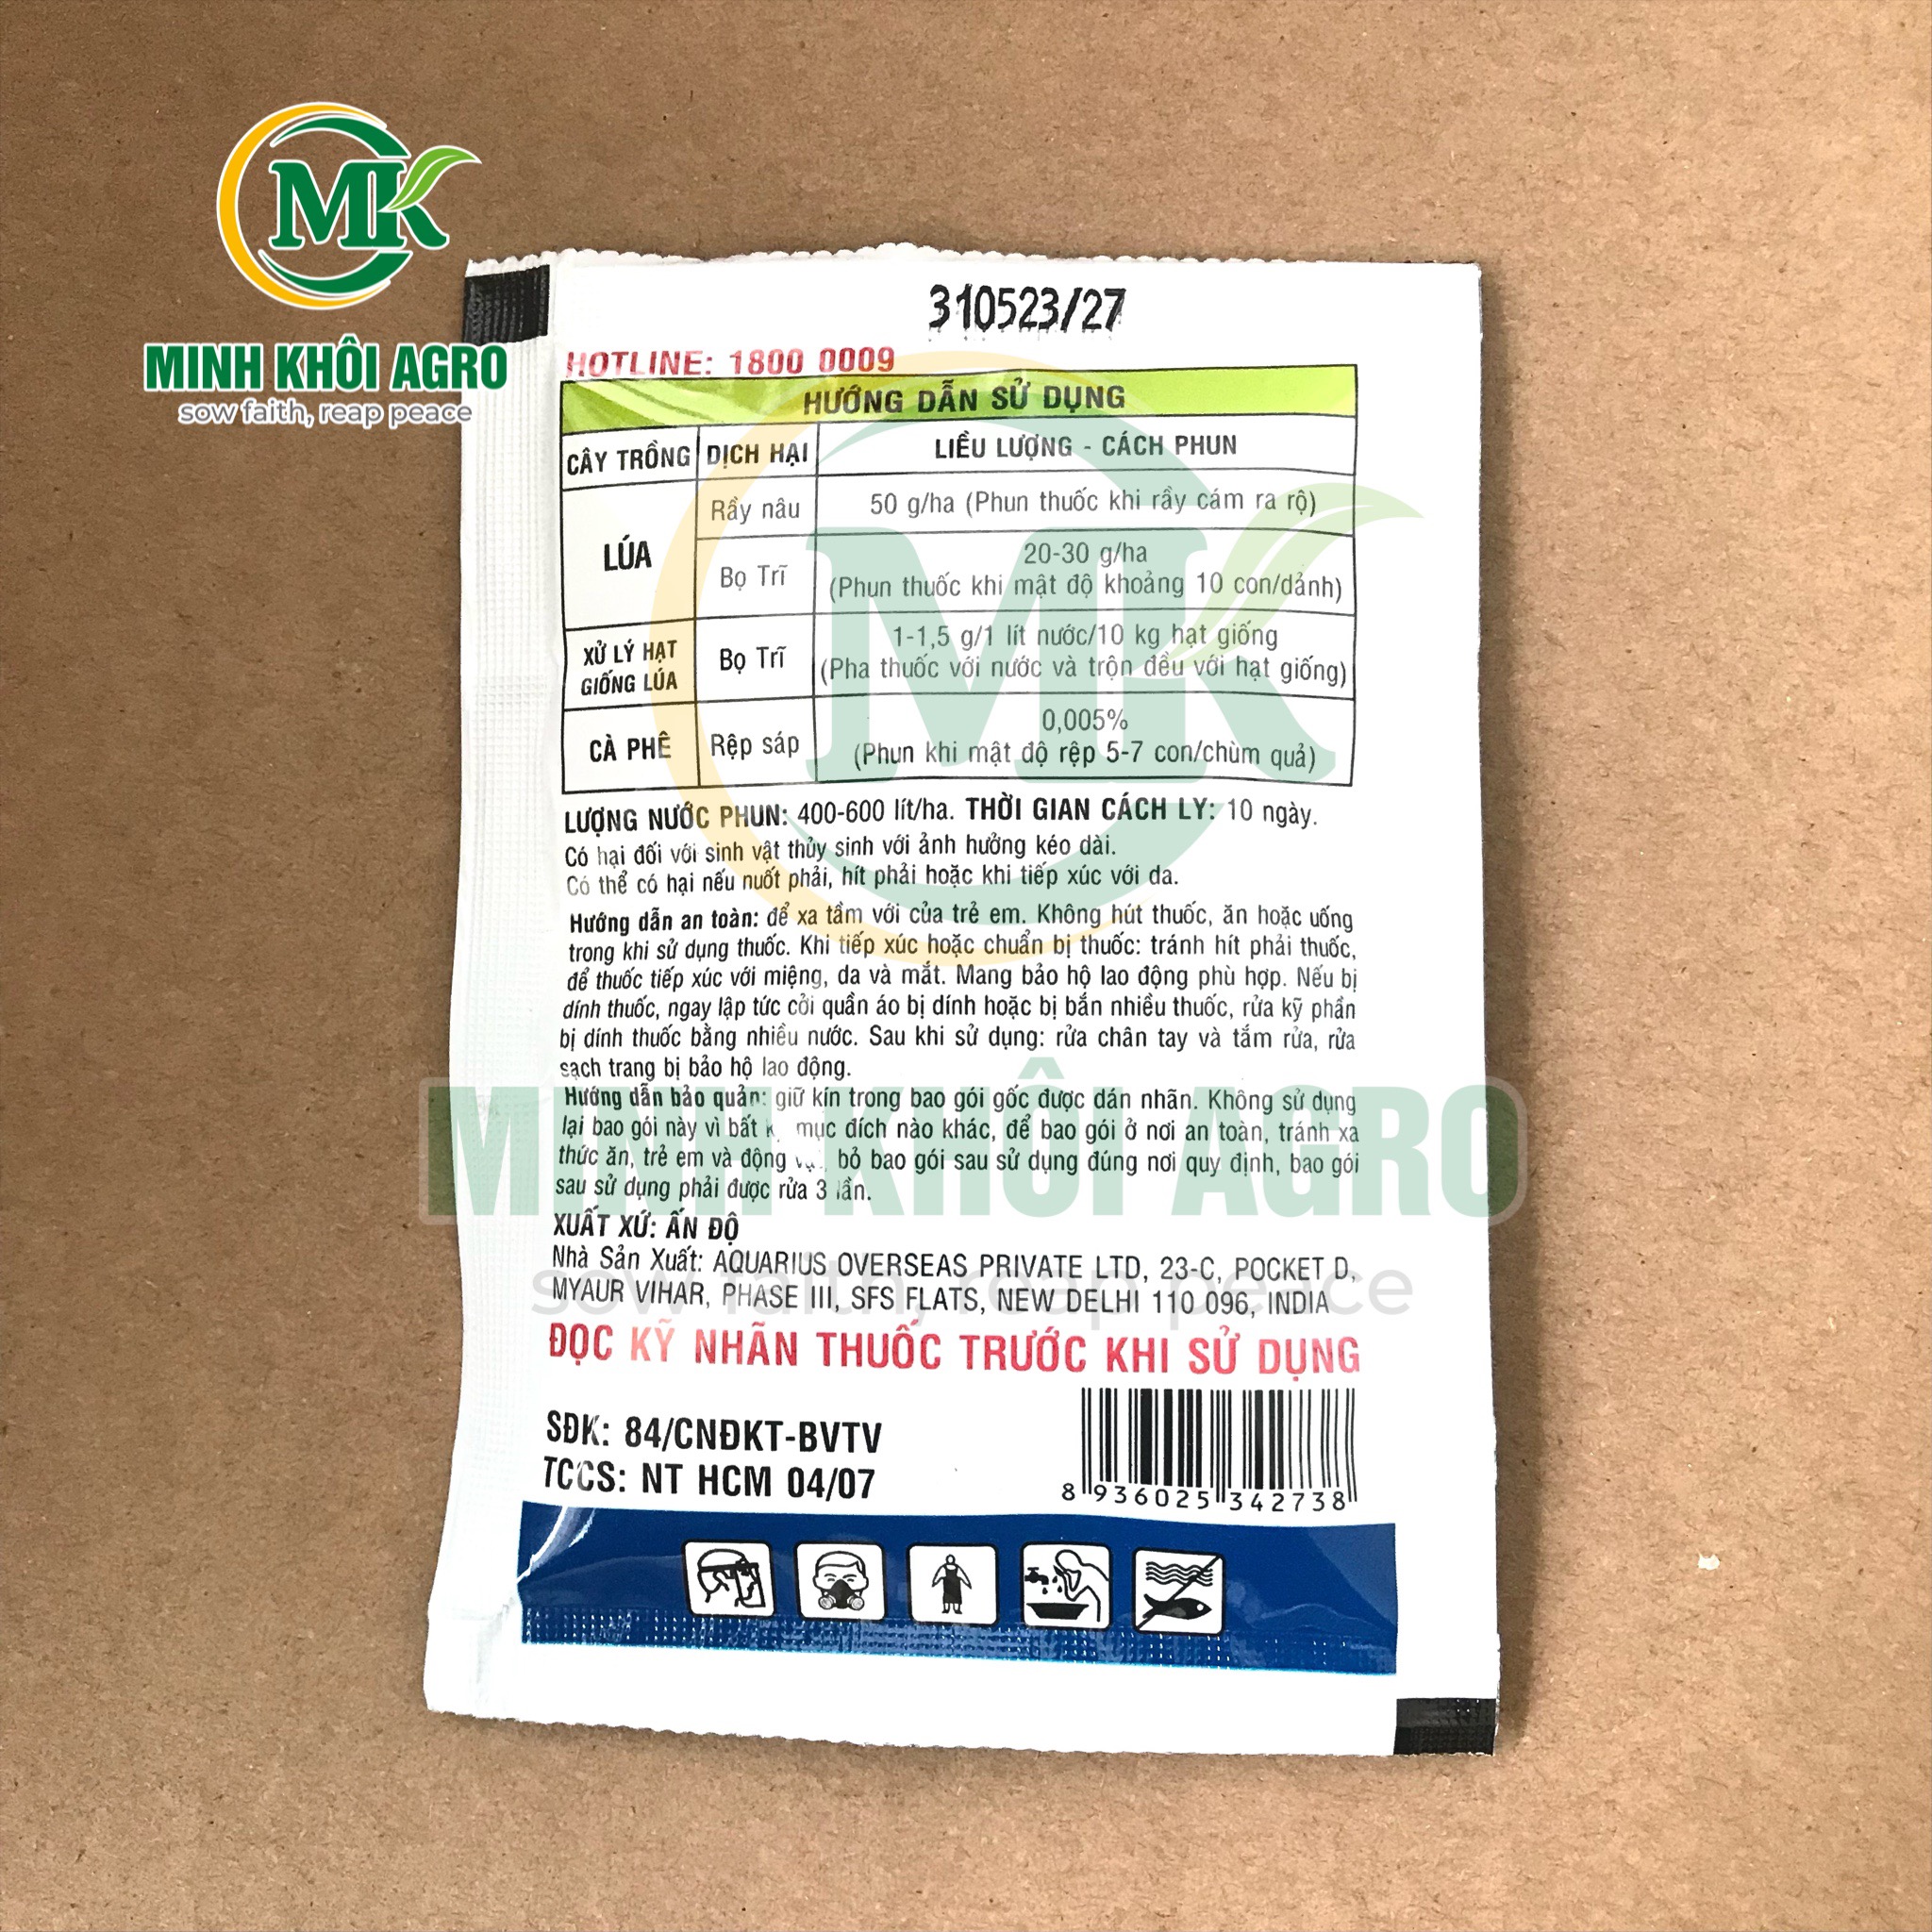 MK
MINH KHÔI AGRO
sow faith, reap peace
310523/27
HOTLINE: 1800 0009
HƯỚNG DẪN SỬ DỤNG
CÂY TRỒNG DỊCH HẠI LIỀU LƯỢNG - CÁCH PHUN
LÚA
Rầy nâu 50 g/ha (Phun thuốc khi rầy cám ra rộ)
Bọ Trĩ 20-30 g/ha
(Phun thuốc khi mật độ khoảng 10 con/dảnh)
XỬ LÝ HẠT
GIỐNG LÚA
Bọ Trĩ 1-1,5 g/1 lít nước/10 kg hạt giống
(Pha thuốc với nước và trộn đều với hạt giống)
CÀ PHÊ Rệp sáp 0,005%
(Phun khi mật độ rệp 5-7 con/chùm quả)
LƯỢNG NƯỚC PHUN: 400-600 lít/ha. THỜI GIAN CÁCH LY: 10 ngày.
Có hại đối với sinh vật thủy sinh với ảnh hưởng kéo dài.
Có thể có hại nếu nuốt phải, hít phải hoặc khi tiếp xúc với da.
Hướng dẫn an toàn: để xa tầm với của trẻ em. Không hút thuốc, ăn hoặc uống
trong khi sử dụng thuốc. Khi tiếp xúc hoặc chuẩn bị thuốc: tránh hít phải thuốc,
để thuốc tiếp xúc với miệng, da và mắt. Mang bảo hộ lao động phù hợp. Nếu bị
dính thuốc, ngay lập tức cởi quần áo bị dính hoặc bị bắn nhiều thuốc, rửa kỹ phần
bị dính thuốc bằng nhiều nước. Sau khi sử dụng: rửa chân tay và tắm rửa, rửa
sạch trang bị bảo hộ lao động.
Hướng dẫn bảo quản: giữ kín trong bao gói gốc được dán nhãn. Không sử dụng
lại bao gói này vì bất mục đích nào khác, để bao gói ở nơi an toàn, tránh xa
thức ăn, trẻ em và động bỏ bao gói sau sử dụng đúng nơi quy định, bao gói
sau sử dụng phải được rửa 3 lần.
MINH KHÔI AGRO
XUẤT XỨ: ẤN ĐỘ
Nhà Sản Xuất: AQUARIUS OVERSEAS PRIVATE LTD, 23-C, POCKET D,
sow faith, reap peace
MYAUR VIHAR, PHASE III, SFS FLATS, NEW DELHI 110 096, INDIA
ĐỌC KỸ NHÃN THUỐC TRƯỚC KHI SỬ DỤNG
SĐK: 84/CNĐKT-BVTV
TCCS: NT HCM 04/07
8 936025 342738